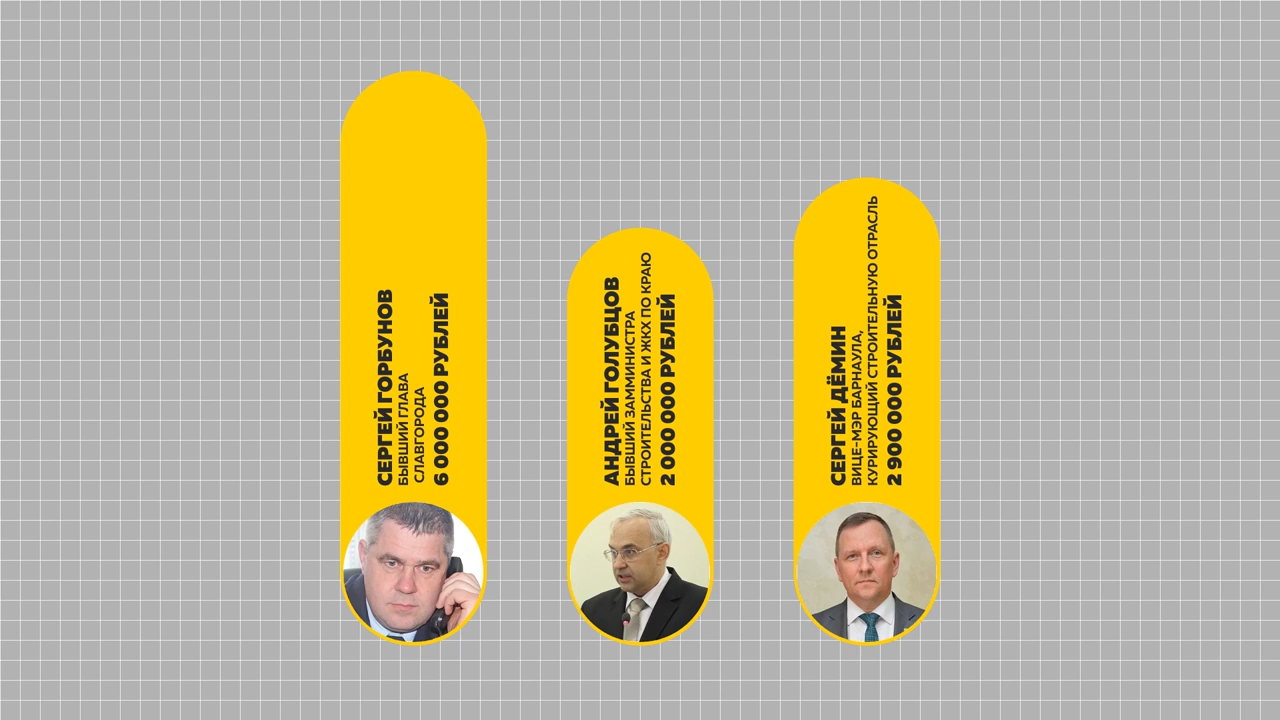 СЕРГЕЙ ГОРБУНОВ
БЫВШИЙ ГЛАВА
СЛАВГОРОДА
6 000 000 РУБЛЕЙ
АНДРЕЙ ГОЛУБЦОВ
БЫВШИЙ ЗАММИНИСТРА
СТРОИТЕЛЬСТВА И ЖКХ ПО КРАЮ
2 000 000 РУБЛЕЙ
СЕРГЕЙ ДЁМИН
ВИЦЕ-МЭР БАРНАУЛА,
КУРИРУЮЩИЙ СТРОИТЕЛЬНУЮ ОТРАСЛЬ
2 900 000 РУБЛЕЙ